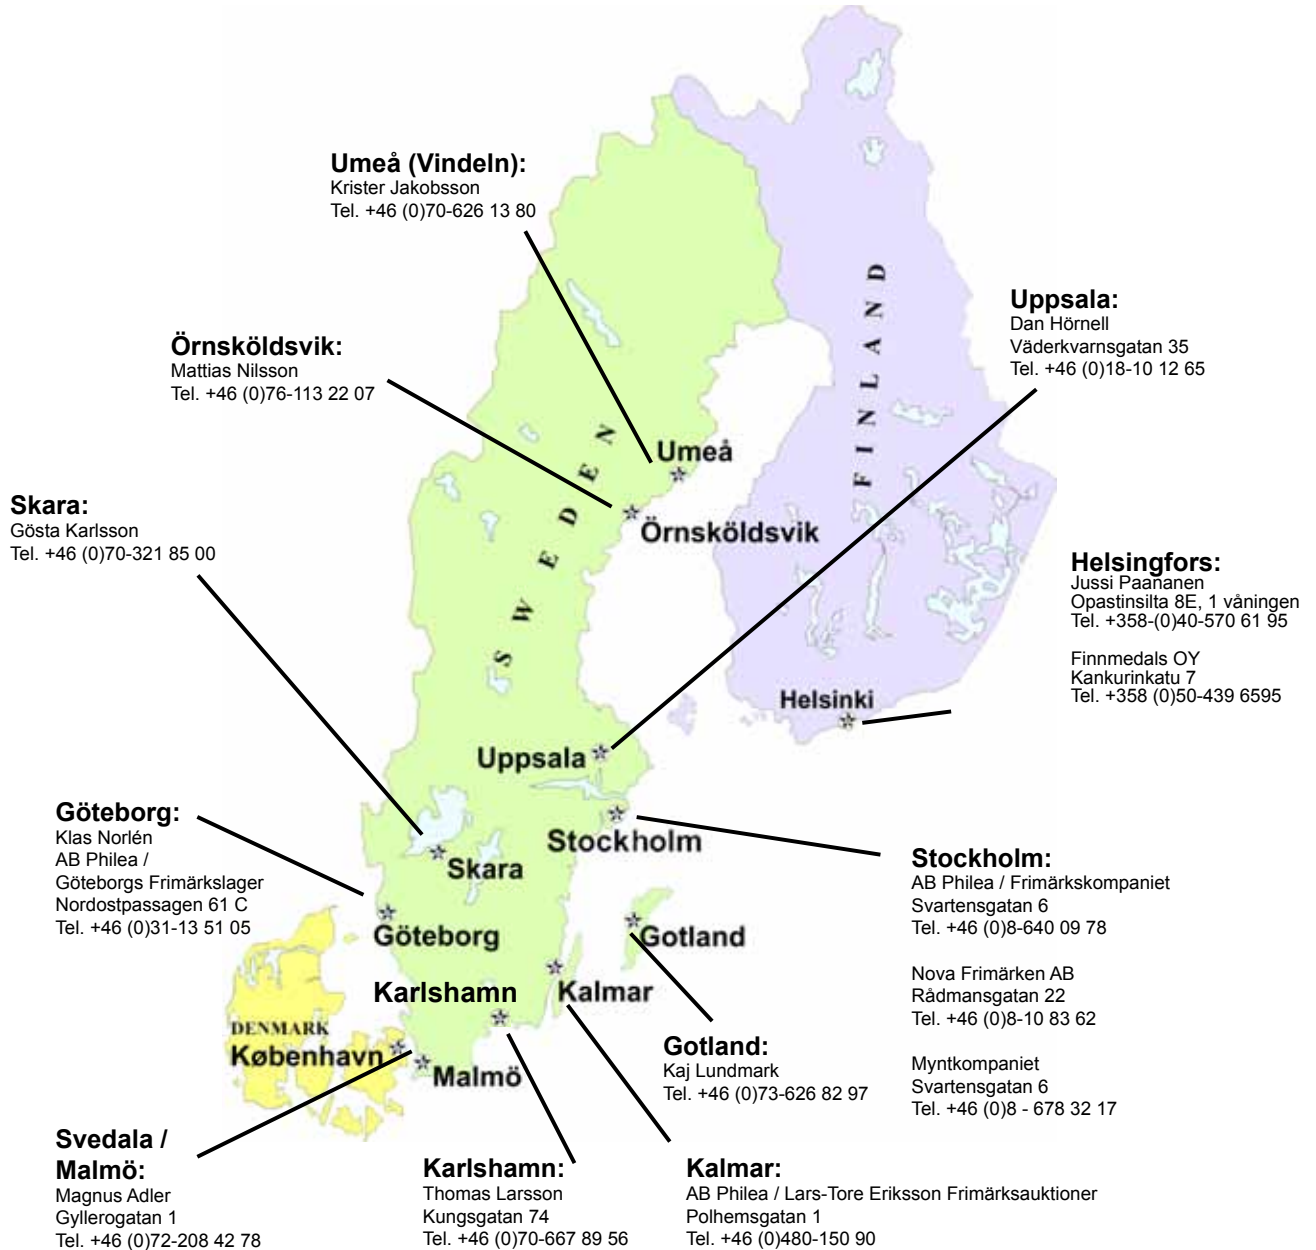 Umeå (Vindeln):
Krister Jakobsson
Tel. +46 (0)70-626 13 80
Uppsala:
Dan Hörnell
Väderkvarnsgatan 35
Tel. +46 (0)18-10 12 65
Örnsköldsvik:
Mattias Nilsson
Tel. +46 (0)76-113 22 07
FINLAND
SWEDEN
Umeå
Örnsköldsvik
Skara:
Gösta Karlsson
Tel. +46 (0)70-321 85 00
Helsingfors:
Jussi Paananen
Opastinsilta 8E, 1 våningen
Tel. +358-(0)40-570 61 95
Finnmedals OY
Kankurinkatu 7
Tel. +358 (0)50-439 6595
Helsinki
Uppsala
Stockholm
Skara
Göteborg:
Klas Norlén
AB Philea /
Göteborgs Frimärkslager
Nordostpassagen 61 C
Tel. +46 (0)31-13 51 05
Stockholm:
AB Philea / Frimärkskompaniet
Svartensgatan 6
Tel. +46 (0)8-640 09 78
Nova Frimärken AB
Rådmansgatan 22
Tel. +46 (0)8-10 83 62
Myntkompaniet
Svartensgatan 6
Tel. +46 (0)8 - 678 32 17
Göteborg
Gotland
Karlshamn
Kalmar
DENMARK
København
Malmö
Gotland:
Kaj Lundmark
Tel. +46 (0)73-626 82 97
Svedala /
Malmö:
Magnus Adler
Gyllerogatan 1
Tel. +46 (0)72-208 42 78
Karlshamn:
Thomas Larsson
Kungsgatan 74
Tel. +46 (0)70-667 89 56
Kalmar:
AB Philea / Lars-Tore Eriksson Frimärksauktioner
Polhemsgatan 1
Tel. +46 (0)480-150 90